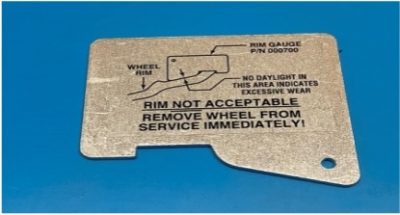 RIM GAUGE
P/N 000700
WHEEL
RIM
NO DAYLIGHT IN
THIS AREA INDICATES
EXCESSIVE WEAR
RIM NOT ACCEPTABLE
REMOVE WHEEL FROM
SERVICE IMMEDIATELY!